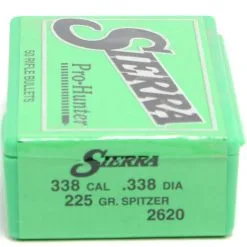 SIERRA
Pro-Hunter
50 RIFLE BULLETS
SIERRA
338 CAL .338 DIA
225 GR. SPITZER
2620